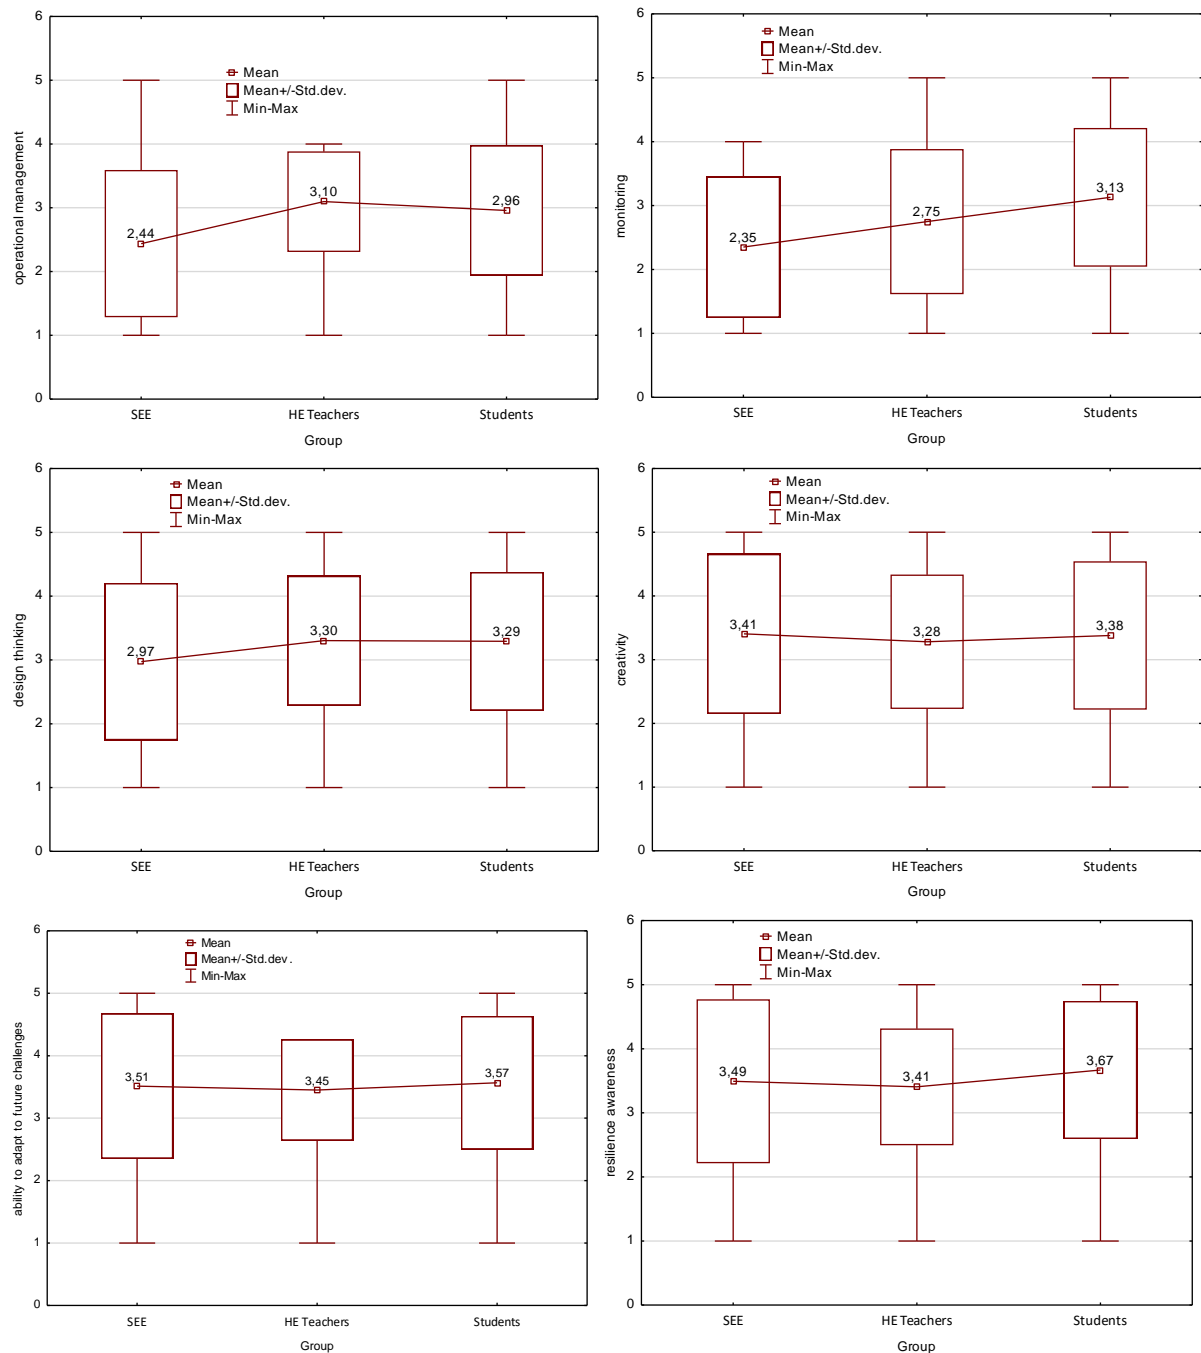 operational management
6
5
4
3
2
1
0
Mean
Mean+/-Std.dev.
Min-Max
2,44
3,10
2,96
SEE
HE Teachers
Students
Group
monitoring
6
5
4
3
2
1
0
Mean
Mean+/-Std.dev.
Min-Max
2,35
2,75
3,13
SEE
HE Teachers
Students
Group
design thinking
6
5
4
3
2
1
0
Mean
Mean+/-Std.dev.
Min-Max
2,97
3,30
3,29
SEE
HE Teachers
Students
Group
creativity
6
5
4
3
2
1
0
Mean
Mean+/-Std.dev.
Min-Max
3,41
3,28
3,38
SEE
HE Teachers
Students
Group
ability to adapt to future challenges
6
5
4
3
2
1
0
Mean
Mean+/-Std.dev.
Min-Max
3,51
3,45
3,57
SEE
HE Teachers
Students
Group
resilience awareness
6
5
4
3
2
1
0
Mean
Mean+/-Std.dev.
Min-Max
3,49
3,41
3,67
SEE
HE Teachers
Students
Group